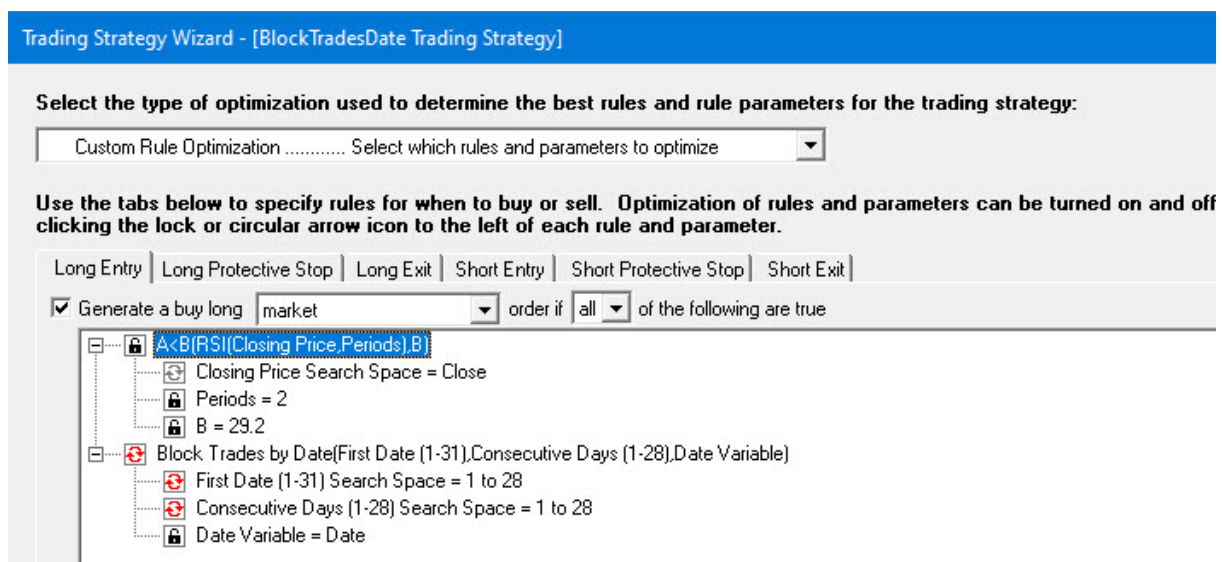 Trading Strategy Wizard - [BlockTradesDate Trading Strategy]
Select the type of optimization used to determine the best rules and rule parameters for the trading strategy:
Custom Rule Optimization ............ Select which rules and parameters to optimize
Use the tabs below to specify rules for when to buy or sell.  Optimization of rules and parameters can be turned on and off
clicking the lock or circular arrow icon to the left of each rule and parameter.
Long Entry Long Protective Stop Long Exit Short Entry Short Protective Stop Short Exit
Generate a buy long market order if all of the following are true
A<B(RSI(Closing Price,Periods),B)
Closing Price Search Space = Close
Periods = 2
B = 29.2
Block Trades by Date(First Date (1-31),Consecutive Days (1-28),Date Variable)
First Date (1-31) Search Space = 1 to 28
Consecutive Days (1-28) Search Space = 1 to 28
Date Variable = Date